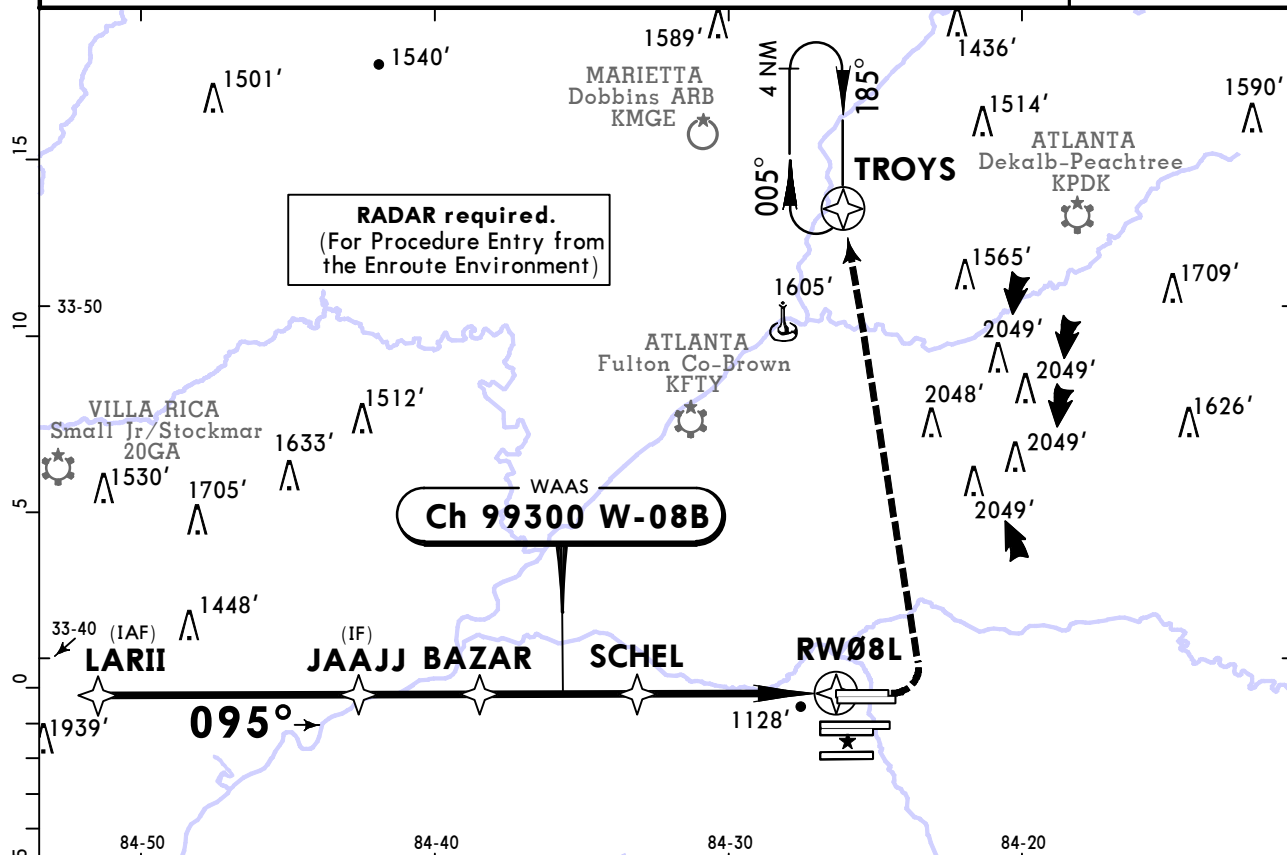 1589’
1436’
1540’
1501’
MARIETTA
Dobbins ARB
KMGE
4 NM
185°
005°
TROYS
1514’
1590’
ATLANTA
Dekalb-Peachtree
KPDK
15
RADAR required.
(For Procedure Entry from
the Enroute Environment)
1565’
1709’
1605’
33-50
10
2049’
2049’
ATLANTA
Fulton Co-Brown
KFTY
2048’
1626’
1512’
VILLA RICA
Small Jr/Stockmar
20GA
1633’
2049’
1530’
1705’
2049’
WAAS
Ch 99300 W-08B
5
1448’
33-40
(IAF)
LARII
(IF)
JAAJJ
BAZAR
SCHEL
RWØ8L
0
095°
1939’
1128’
84-50
84-40
84-30
84-20
5